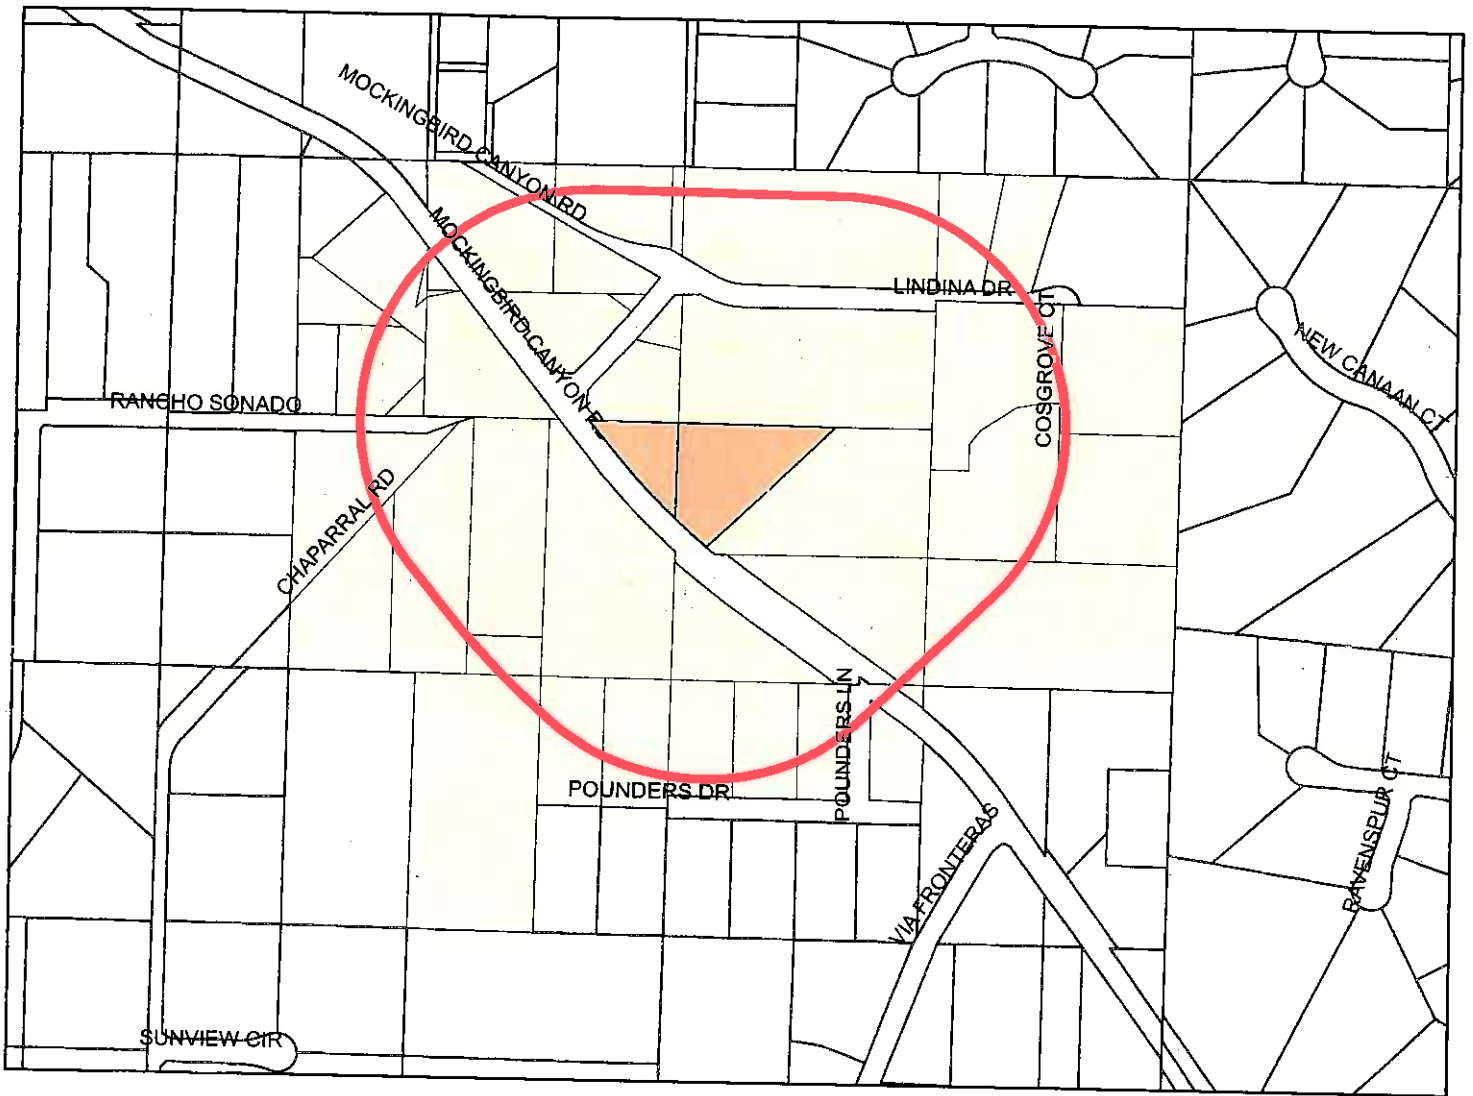 MOCKINGBIRD CANYON RD
MOCKINGBIRD CANYON R
LINDINA DR
COSGROVE CT
NEW CANAAN CT
RANCHO SONADO
CHAPARRAL RD
POUNDERS LN
POUNDERS DR
VIA FRONTERAS
RAVENSPUR CT
SUNVIEW CIR